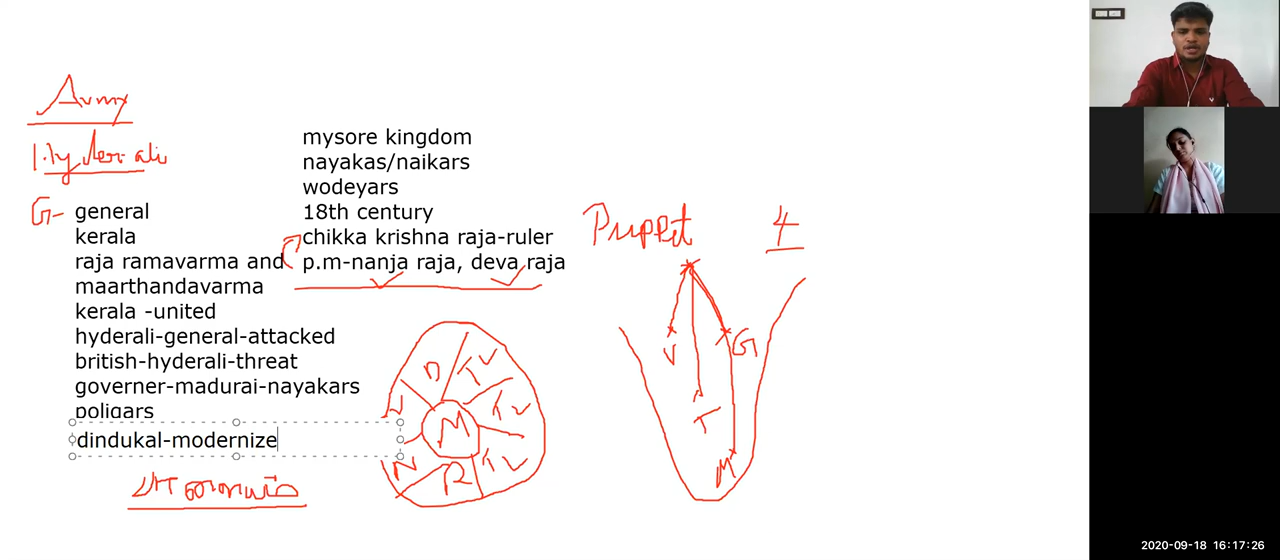 Army
Hyder ali
G- general
kerala
raja ramavarma and
maarthandavarma
kerala -united
hyderali-general-attacked
british-hyderali-threat
governer-madurai-nayakars
poligars
dindukal-modernize
mysore kingdom
nayakas/naikars
wodeyars
18th century
chikka krishna raja-ruler
p.m-nanja raja, deva raja
D
M
N
Puppet 4
V
G
T
M
2020-09-18 16:17:26